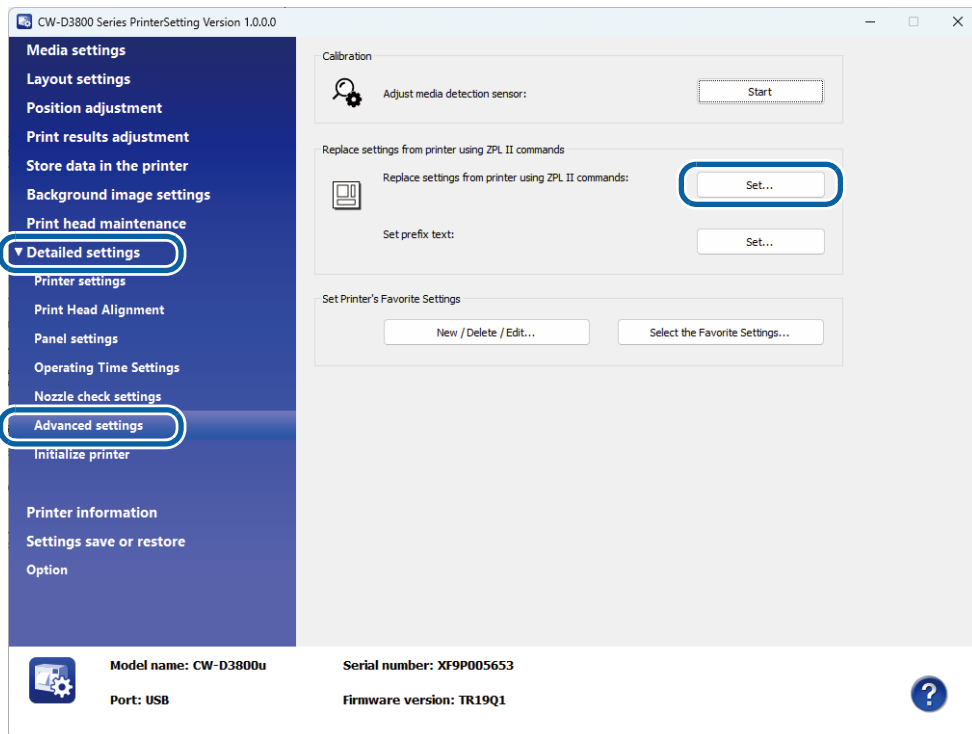 CW-D3800 Series PrinterSetting Version 1.0.0.0
Media settings
Layout settings
Position adjustment
Print results adjustment
Store data in the printer
Background image settings
Print head maintenance
▼ Detailed settings
Printer settings
Print Head Alignment
Panel settings
Operating Time Settings
Nozzle check settings
Advanced settings
Initialize printer
Printer information
Settings save or restore
Option
Calibration
Adjust media detection sensor:
Start
Replace settings from printer using ZPL II commands
Replace settings from printer using ZPL II commands:
Set...
Set prefix text:
Set...
Set Printer's Favorite Settings
New / Delete / Edit...
Select the Favorite Settings...
Model name: CW-D3800u
Serial number: XF9P005653
Port: USB
Firmware version: TR19Q1
?